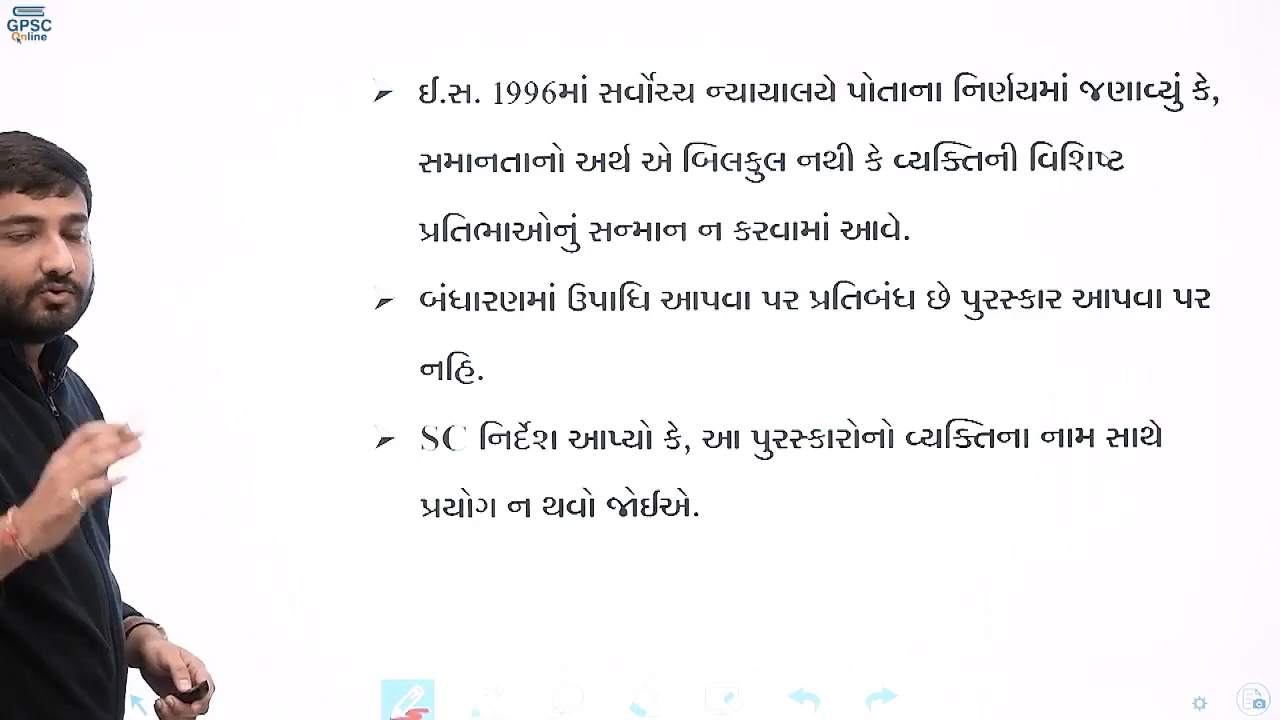 GPSC
Online
➢ ઈ.સ. 1996માં સર્વોચ્ચ ન્યાયાલયે પોતાના નિર્ણયમાં જણાવ્યું કે,
સમાનતાનો અર્થ એ બિલકુલ નથી કે વ્યક્તિની વિશિષ્ટ
પ્રતિભાઓનું સન્માન ન કરવામાં આવે.
➢ બંધારણમાં ઉપાધિ આપવા પર પ્રતિબંધ છે પુરસ્કાર આપવા પર
નહિ.
➢ SC નિર્દેશ આપ્યો કે, આ પુરસ્કારોનો વ્યક્તિના નામ સાથે
પ્રયોગ ન થવો જોઈએ.